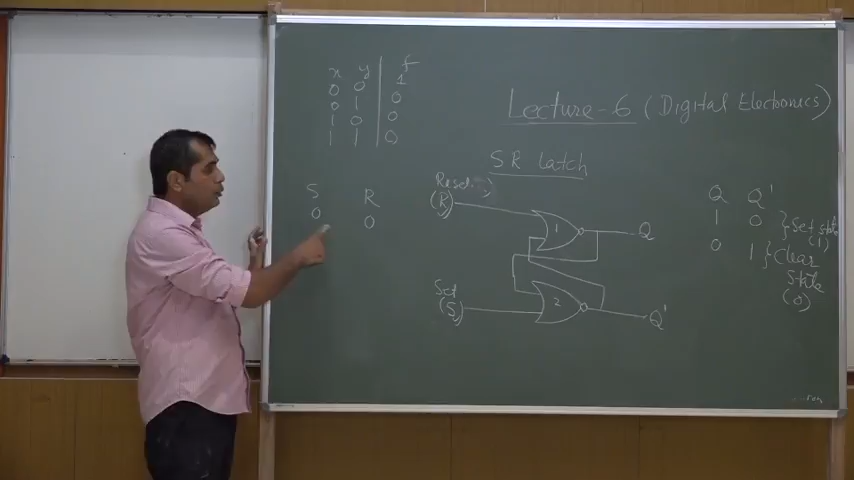 x y f
0 0 1
0 1 0
1 0 0
1 1 0
Lecture-6 (Digital Electronics)
SR latch
S R
0 0
Reset
(R)
1
Q
Set
(S)
2
Q'
Q Q'
1 0 } Set state
(1)
0 1 } Clear
State
(0)